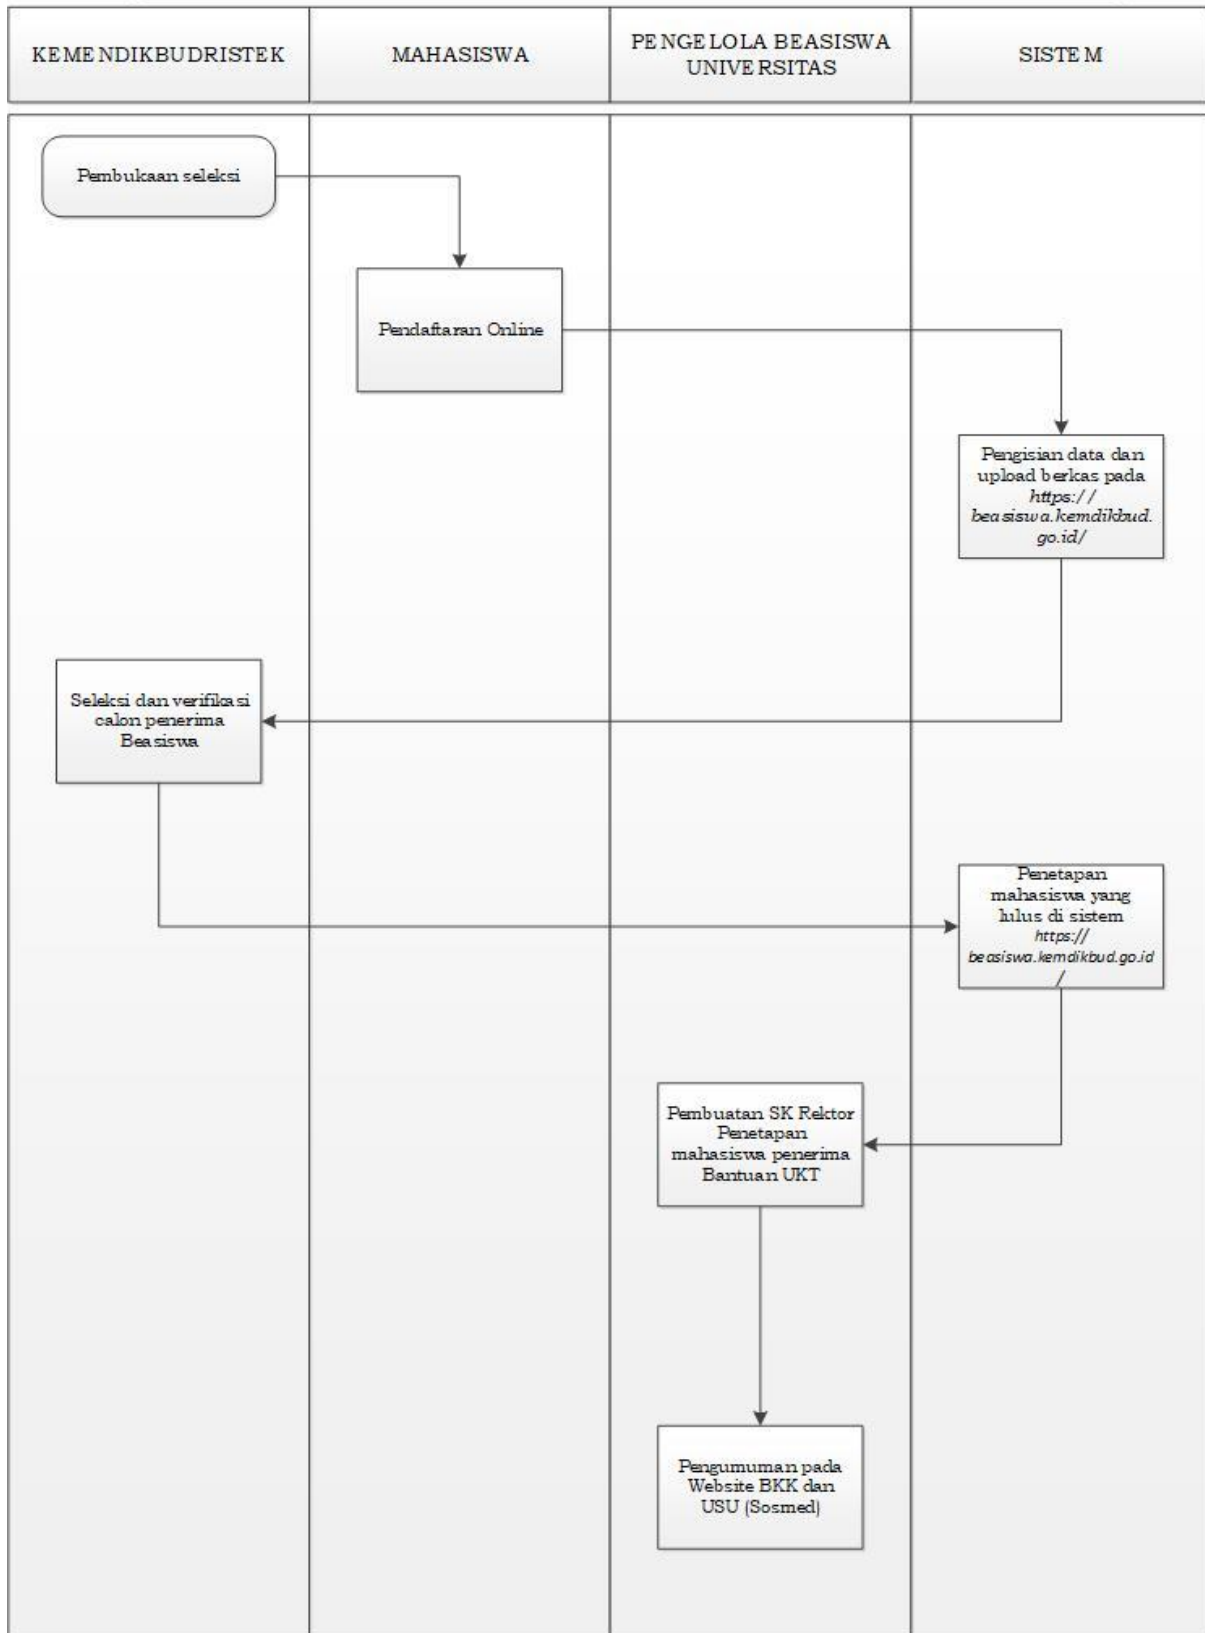 KEMENDIKBUDRISTEK
MAHASISWA
PENGELOLA BEASISWA
UNIVERSITAS
SISTEM
Pembukaan seleksi
Pendaftaran Online
Pengisian data dan
upload berkas pada
https://
beasiswa.kemdikbud.
go.id/
Seleksi dan verifikasi
calon penerima
Beasiswa
Penetapan
mahasiswa yang
lulus di sistem
https://
beasiswa.kemdikbud.go.id
/
Pembuatan SK Rektor
Penetapan
mahasiswa penerima
Bantuan UKT
Pengumuman pada
Website BKK dan
USU (Sosmed)